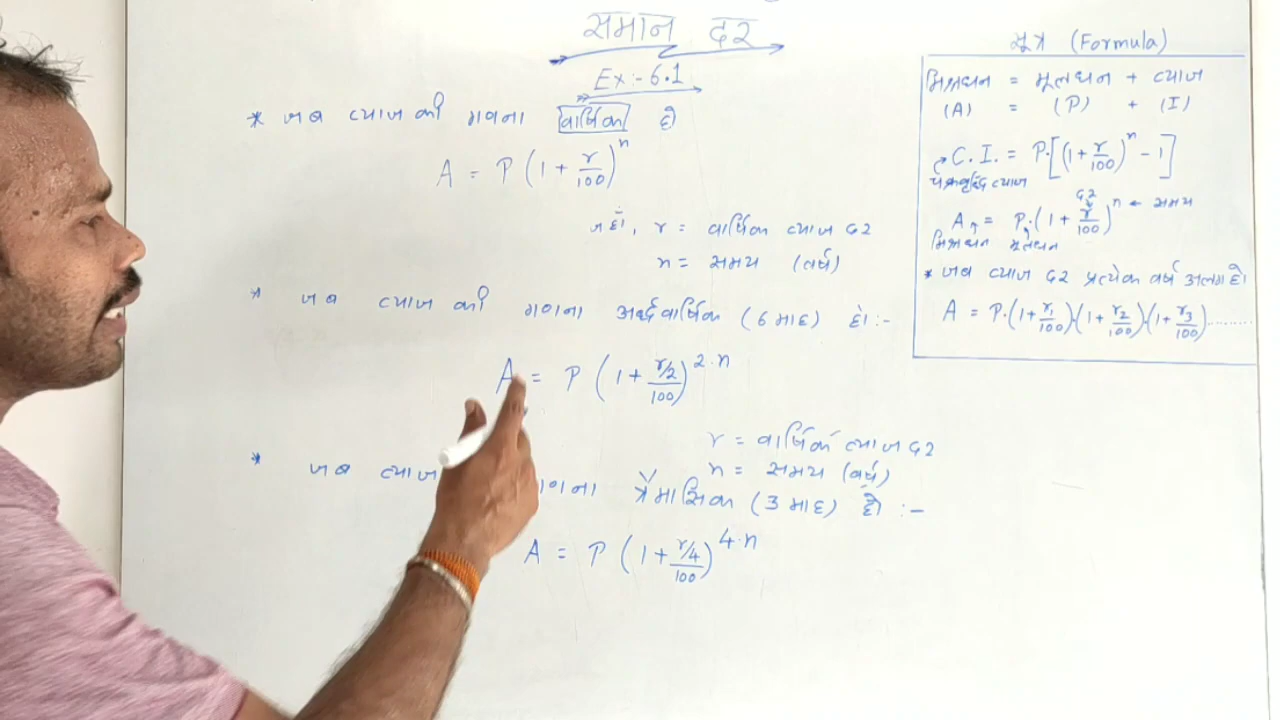 समान दर
Ex:- 6.1
* जब ब्याज की गणना वार्षिक हो
A = P (1 + r/100)^n
जहाँ, r = वार्षिक ब्याज दर
n = समय (वर्ष)
* जब ब्याज की गणना अर्द्धवार्षिक (6 माह) हो :-
A = P (1 + (r/2)/100)^2·n
r = वार्षिक ब्याज दर
n = समय (वर्ष)
* जब ब्याज गणना त्रैमासिक (3 माह) हो :-
A = P (1 + (r/4)/100)^4·n
सूत्र (Formula)
मिश्रधन = मूलधन + ब्याज
(A) = (P) + (I)
C.I. = P·[(1 + r/100)^n - 1]
चक्रवृद्धि ब्याज
दर
A = P·(1 + r/100)^n ← समय
मिश्रधन मूलधन
* जब ब्याज दर प्रत्येक वर्ष अलग हो।
A = P·(1 + r₁/100)·(1 + r₂/100)·(1 + r₃/100)..........